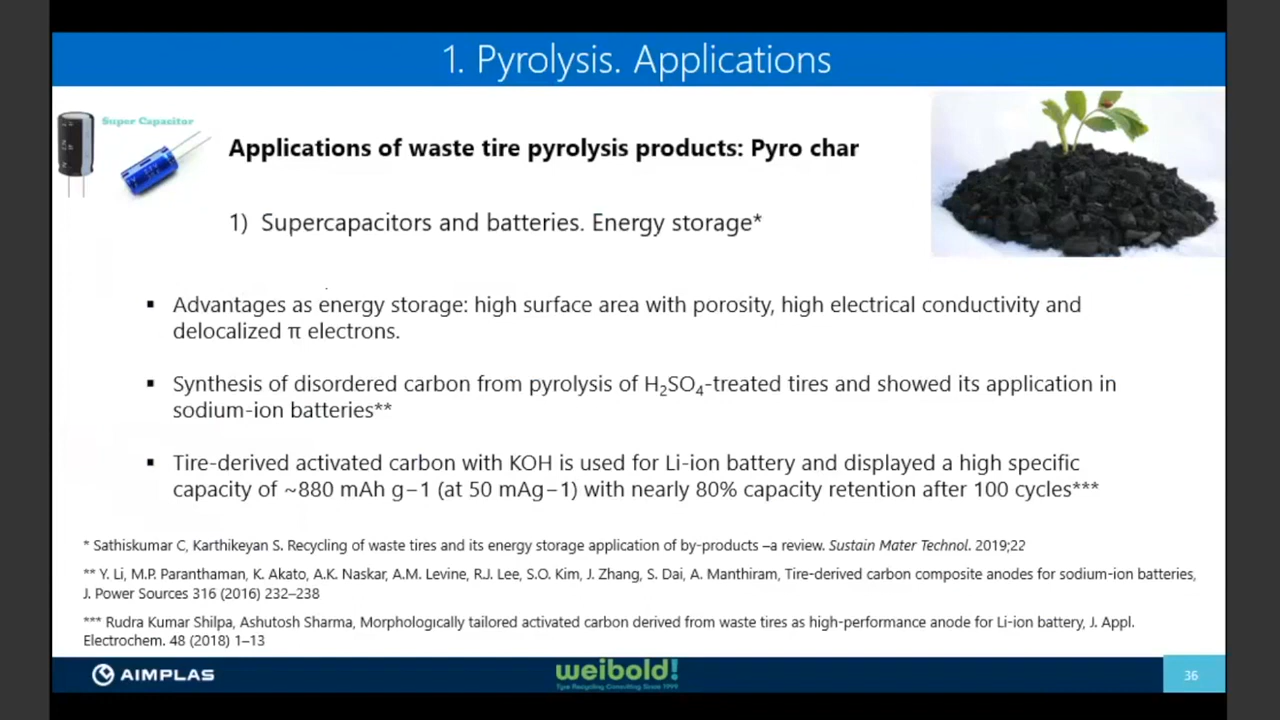 1. Pyrolysis. Applications
Super Capacitor
Applications of waste tire pyrolysis products: Pyro char
1) Supercapacitors and batteries. Energy storage*
▪ Advantages as energy storage: high surface area with porosity, high electrical conductivity and
delocalized π electrons.
▪ Synthesis of disordered carbon from pyrolysis of H₂SO₄-treated tires and showed its application in
sodium-ion batteries**
▪ Tire-derived activated carbon with KOH is used for Li-ion battery and displayed a high specific
capacity of ~880 mAh g−1 (at 50 mAg−1) with nearly 80% capacity retention after 100 cycles***
* Sathiskumar C, Karthikeyan S. Recycling of waste tires and its energy storage application of by-products –a review. Sustain Mater Technol. 2019;22
** Y. Li, M.P. Paranthaman, K. Akato, A.K. Naskar, A.M. Levine, R.J. Lee, S.O. Kim, J. Zhang, S. Dai, A. Manthiram, Tire-derived carbon composite anodes for sodium-ion batteries,
J. Power Sources 316 (2016) 232–238
*** Rudra Kumar Shilpa, Ashutosh Sharma, Morphologically tailored activated carbon derived from waste tires as high-performance anode for Li-ion battery, J. Appl.
Electrochem. 48 (2018) 1–13
AIMPLAS
weibold!
Tyre Recycling Consulting Since 1999
36